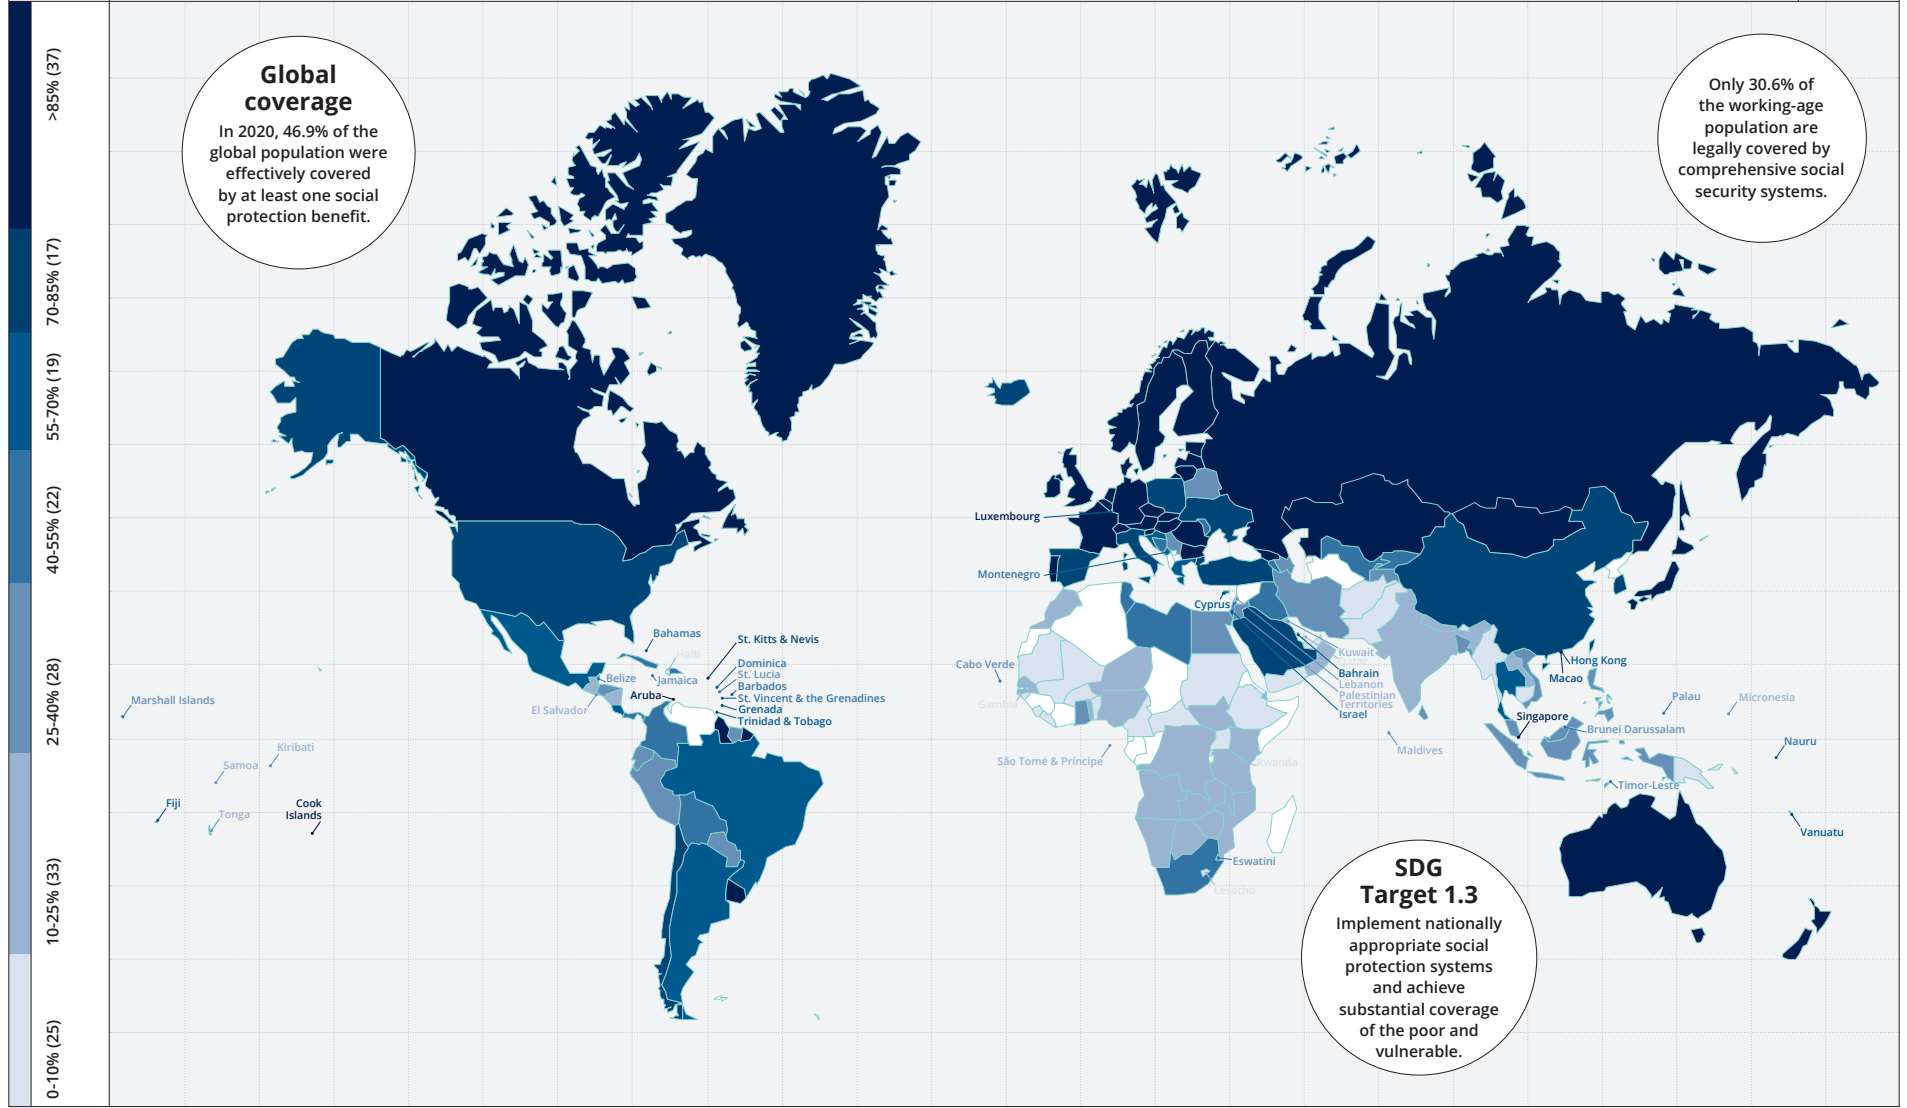 >85% (37)
70-85% (17)
55-70% (19)
40-55% (22)
25-40% (28)
10-25% (33)
0-10% (25)
Global
coverage
In 2020, 46.9% of the
global population were
effectively covered
by at least one social
protection benefit.
Only 30.6% of
the working-age
population are
legally covered by
comprehensive social
security systems.
Luxembourg
Montenegro
Cyprus
Bahamas
Haiti
Jamaica
Belize
El Salvador
Aruba
St. Kitts & Nevis
Dominica
St. Lucia
Barbados
St. Vincent & the Grenadines
Grenada
Trinidad & Tobago
Cabo Verde
Gambia
São Tomé & Príncipe
Kuwait
Qatar
Bahrain
Lebanon
Palestinian
Territories
Israel
Rwanda
Maldives
Hong Kong
Macao
Singapore
Brunei Darussalam
Timor-Leste
Palau
Micronesia
Nauru
Vanuatu
Marshall Islands
Kiribati
Samoa
Fiji
Tonga
Cook
Islands
Eswatini
Lesotho
SDG
Target 1.3
Implement nationally
appropriate social
protection systems
and achieve
substantial coverage
of the poor and
vulnerable.